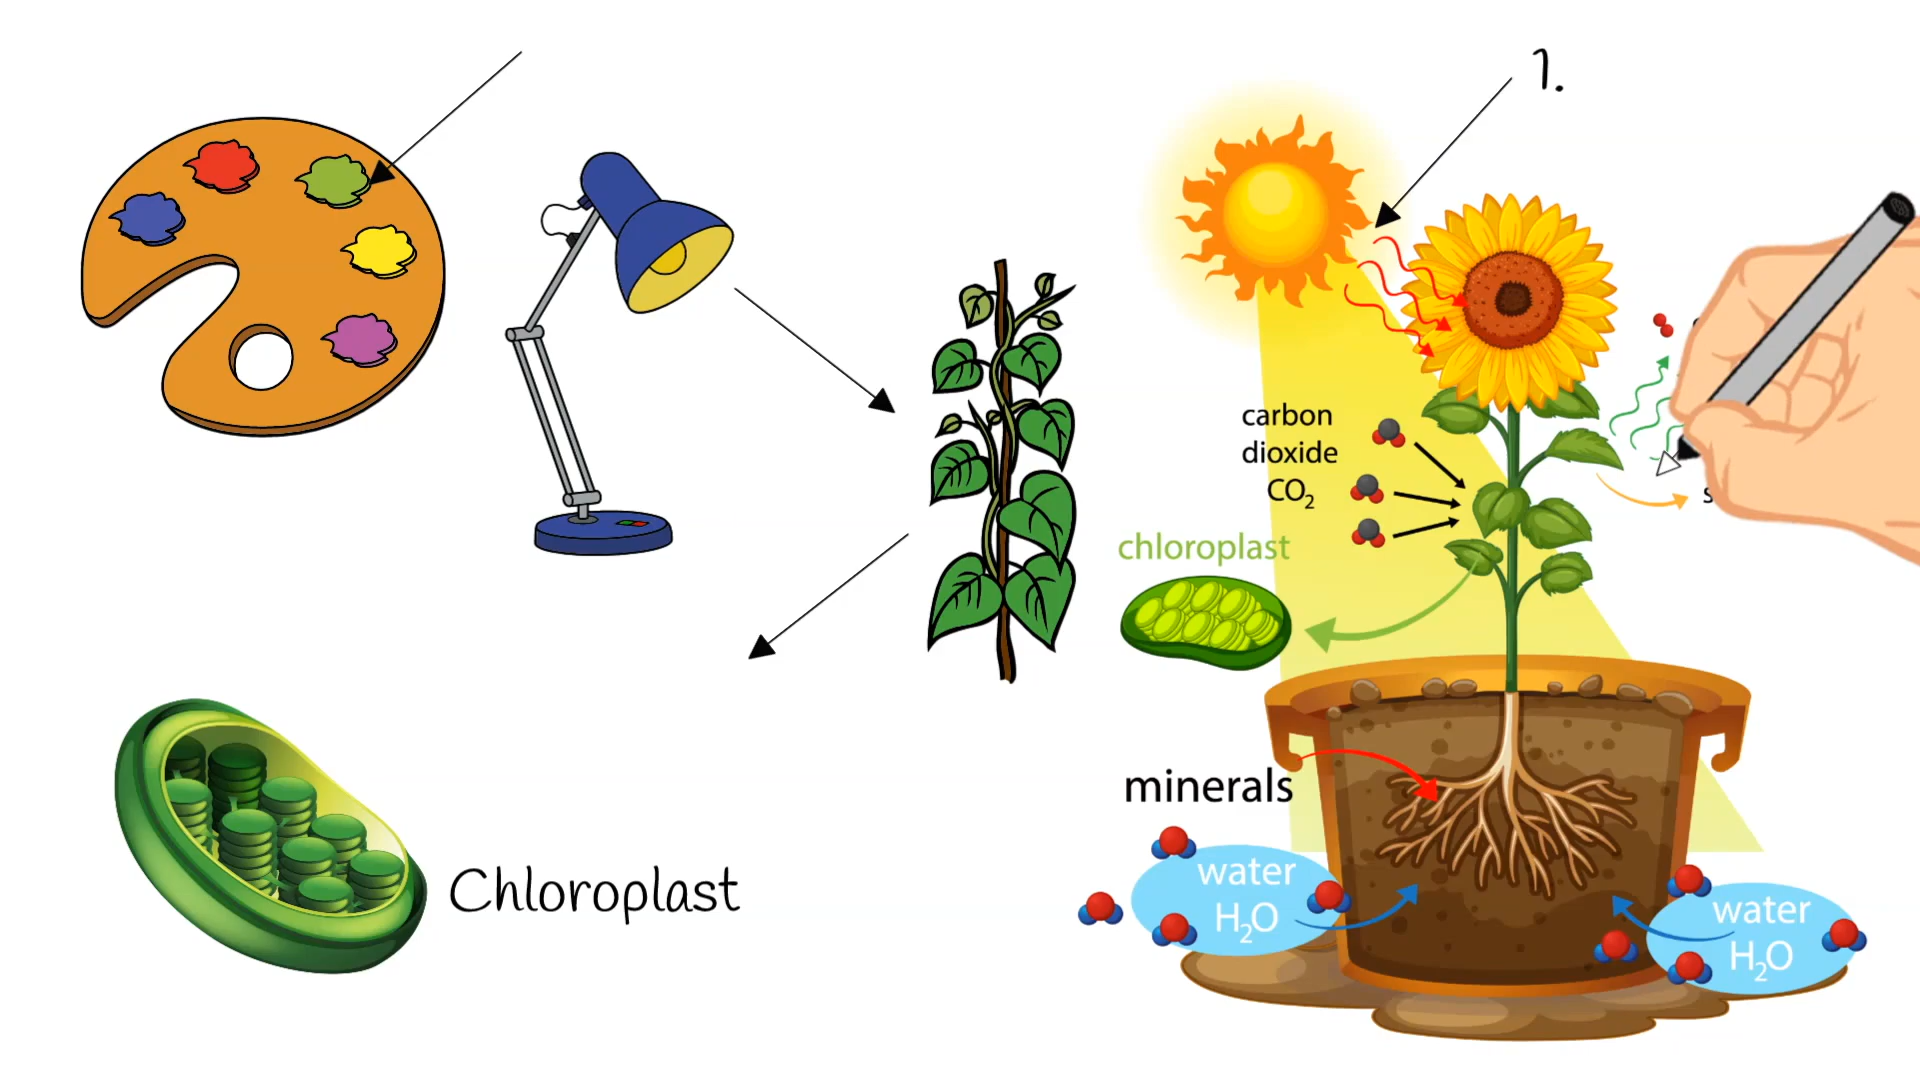 1.
carbon
dioxide
CO₂
chloroplast
minerals
water
H₂O
water
H₂O
Chloroplast